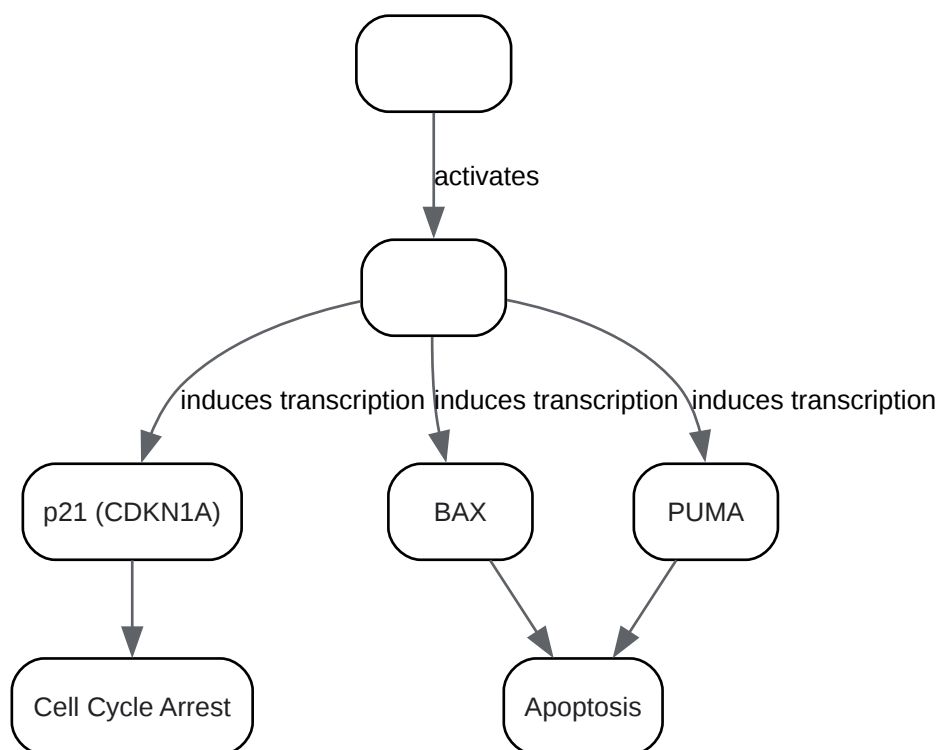 activates
induces transcription
induces transcription
induces transcription
p21 (CDKN1A)
BAX
PUMA
Cell Cycle Arrest
Apoptosis